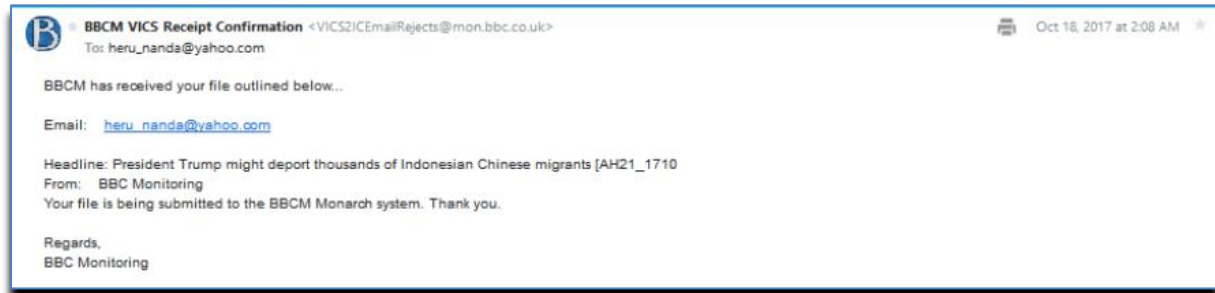 B
BBCM VICS Receipt Confirmation <VICS2ICEmailRejects@mon.bbc.co.uk>
Oct 18, 2017 at 2:08 AM
To: heru_nanda@yahoo.com
BBCM has received your file outlined below...
Email: heru_nanda@yahoo.com
Headline: President Trump might deport thousands of Indonesian Chinese migrants [AH21_1710
From: BBC Monitoring
Your file is being submitted to the BBCM Monarch system. Thank you.
Regards,
BBC Monitoring